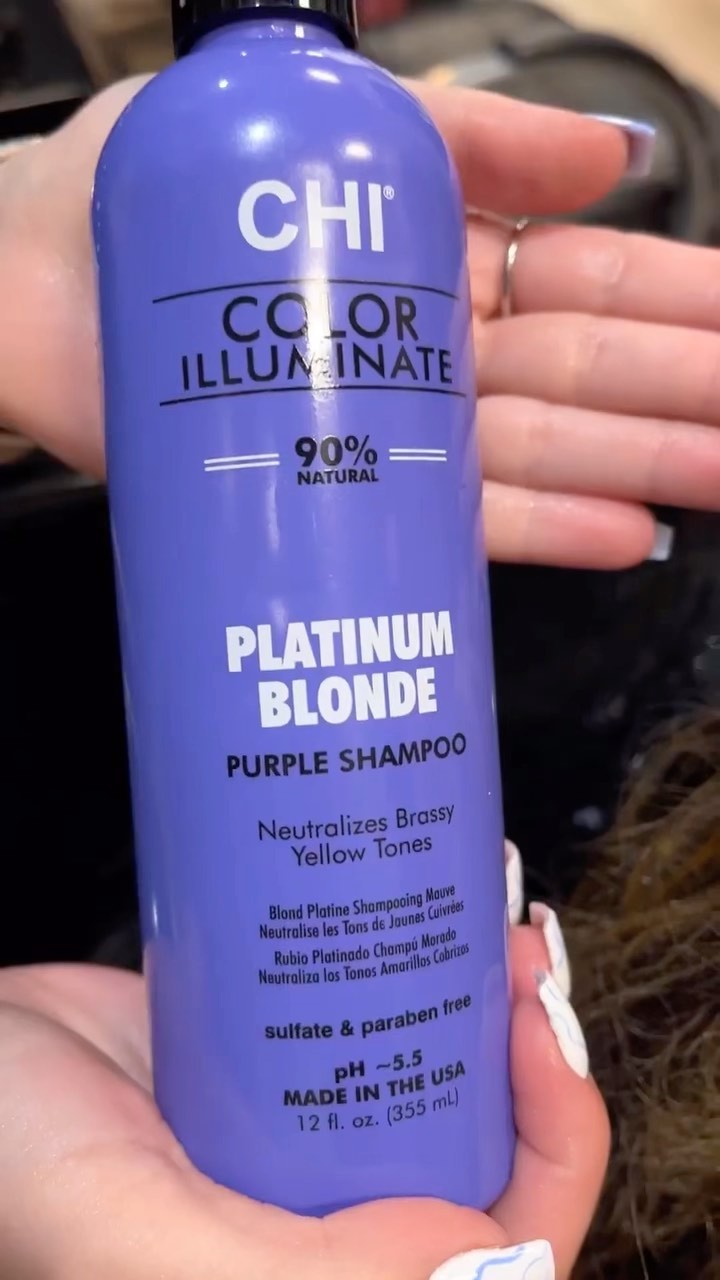 CHI®
COLOR
ILLUMINATE
90%
NATURAL
PLATINUM
BLONDE
PURPLE SHAMPOO
Neutralizes Brassy
Yellow Tones
Blond Platine Shampooing Mauve
Neutralise les Tons de Jaunes Cuivrées
Rubio Platinado Champú Morado
Neutraliza los Tonos Amarillos Cobrizos
sulfate & paraben free
pH ~5.5
MADE IN THE USA
12 fl. oz. (355 mL)